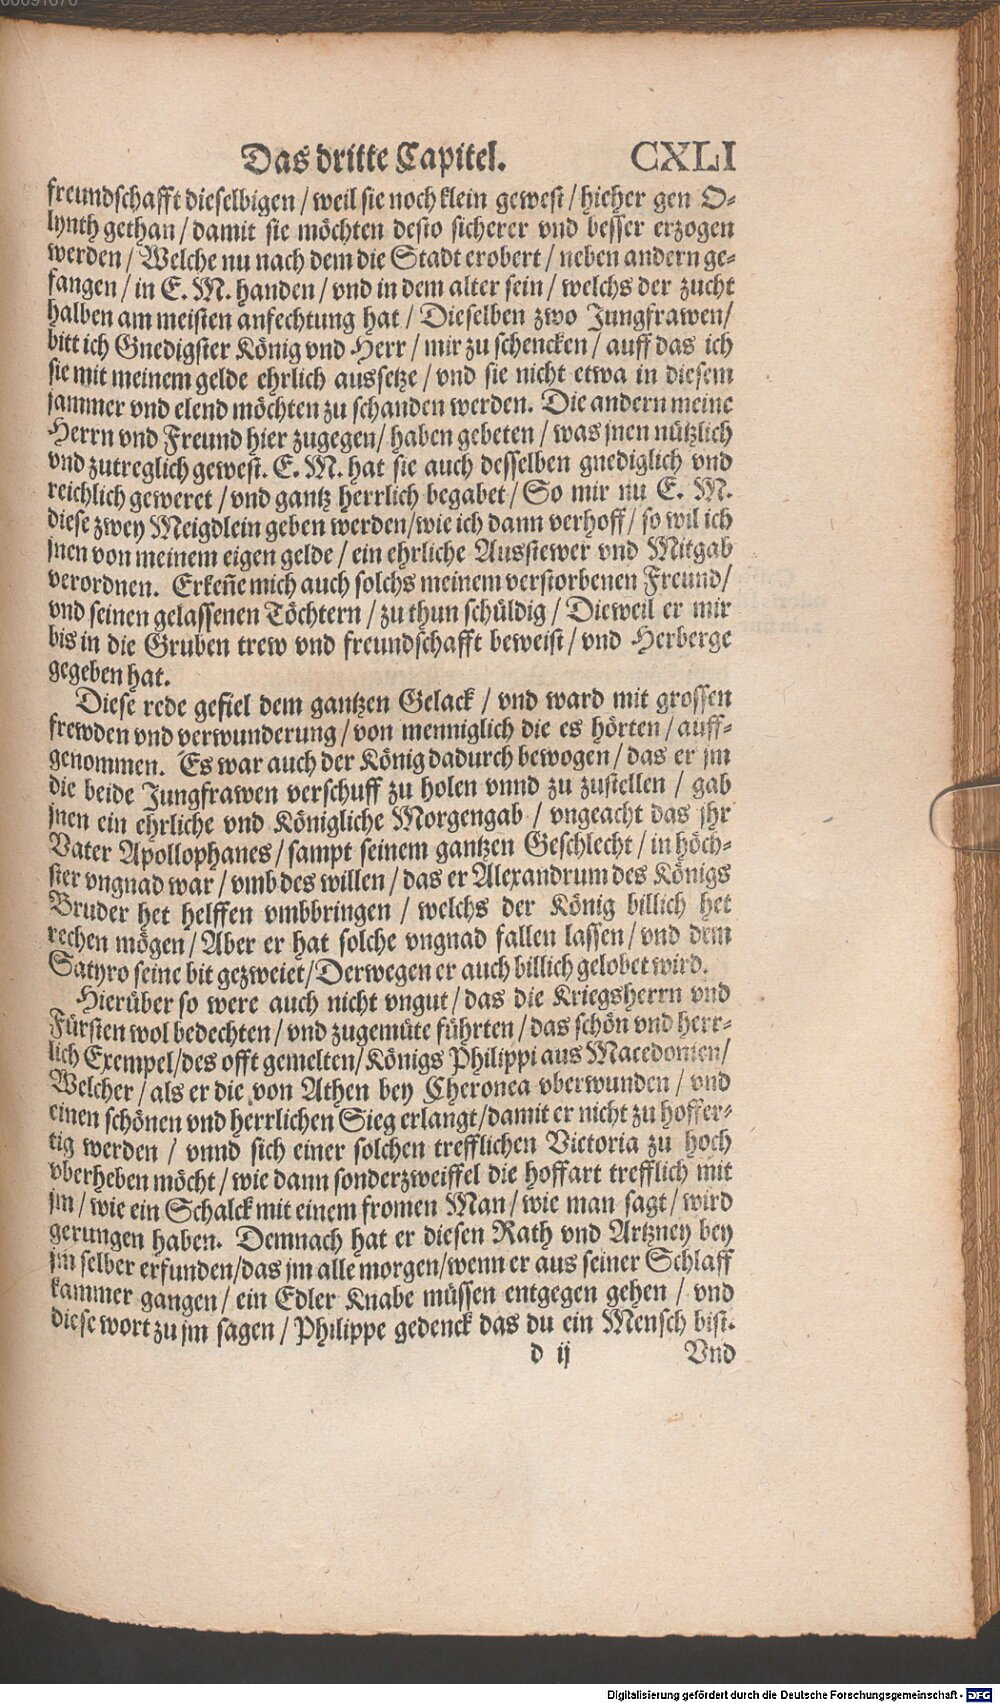 00091670
Das dritte Capitel. CXLI
freundschafft dieselbigen / weil sie noch klein gewest / hieher gen O-
lynth gethan / damit sie möchten desto sicherer vnd besser erzogen
werden / Welche nu nach dem die Stadt erobert / neben andern ge-
fangen / in E. M. handen / vnd in dem alter sein / welchs der zucht
halben am meisten anfechtung hat / Dieselben zwo Jungfrawen /
bitt ich Gnedigster König vnd Herr / mir zu schencken / auff das ich
sie mit meinem gelde ehrlich aussetze / vnd sie nicht etwa in diesem
jammer vnd elend möchten zu schanden werden. Die andern meine
Herrn vnd Freund hier zugegen / haben gebeten / was jnen nützlich
vnd zutreglich gewest. E. M. hat sie auch desselben gnediglich vnd
reichlich geweret / vnd gantz herrlich begabet / So mir nu E. M.
diese zwey Meigdlein geben werden / wie ich dann verhoff / so wil ich
jnen von meinem eigen gelde / ein ehrliche Ausstewer vnd Mitgab
verordnen. Erkeñe mich auch solchs meinem verstorbenen Freund /
vnd seinen gelassenen Töchtern / zu thun schüldig / Dieweil er mir
bis in die Gruben trew vnd freundschafft beweist / vnd Herberge
gegeben hat.
Diese rede gefiel dem gantzen Gelack / vnd ward mit grossen
frewden vnd verwunderung / von menniglich die es hörten / auff-
genommen. Es war auch der König dadurch bewogen / das er jm
die beide Jungfrawen verschuff zu holen vnnd zu zustellen / gab
jnen ein ehrliche vnd Königliche Morgengab / vngeacht das jhr
Vater Apollophanes / sampt seinem gantzen Geschlecht / in höch-
ster vngnad war / vmb des willen / das er Alexandrum des Königs
Bruder het helffen vmbbringen / welchs der König billich het
rechen mögen / Aber er hat solche vngnad fallen lassen / vnd dem
Satyro seine bit gezweiet / Derwegen er auch billich gelobet wird.
Hierüber so were auch nicht vngut / das die Kriegsherrn vnd
Fürsten wol bedechten / vnd zugemüte führten / das schön vnd herr-
lich Exempel / des offt gemelten / Königs Philippi aus Macedonien /
Welcher / als er die von Athen bey Cheronea vberwunden / vnd
einen schönen vnd herrlichen Sieg erlangt / damit er nicht zu hoffer-
tig werden / vnnd sich einer solchen trefflichen Victoria zu hoch
vberheben möcht / wie dann sonderzweiffel die hoffart trefflich mit
jm / wie ein Schalck mit einem fromen Man / wie man sagt / wird
gerungen haben. Demnach hat er diesen Rath vnd Artzney bey
jm selber erfunden / das jm alle morgen / wenn er aus seiner Schlaff
kammer gangen / ein Edler Knabe müssen entgegen gehen / vnd
diese wort zu jm sagen / Philippe gedenck das du ein Mensch bist.
d ij Vnd
Digitalisierung gefördert durch die Deutsche Forschungsgemeinschaft - DFG